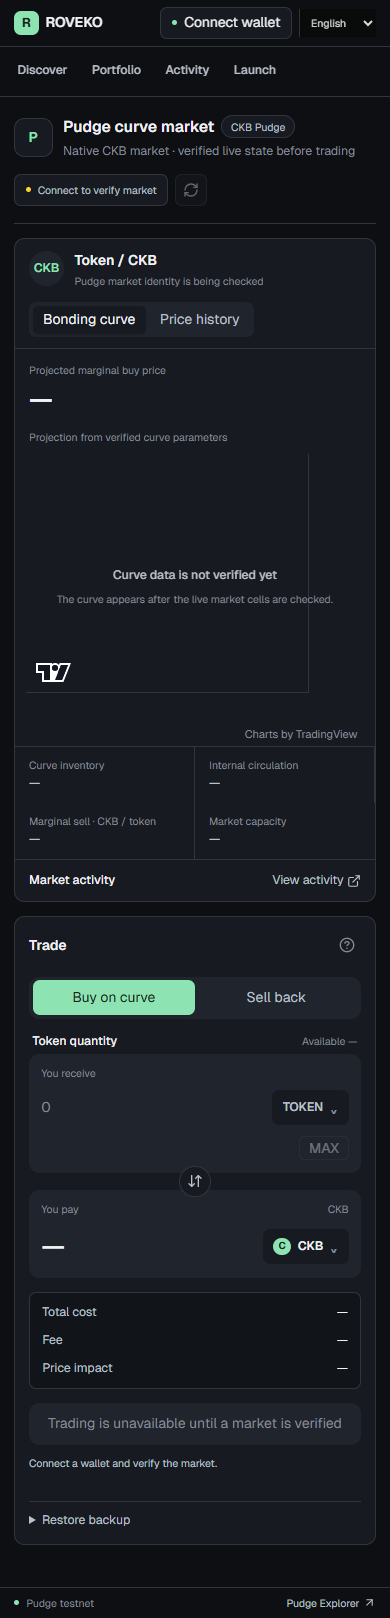 R ROVEKO
Connect wallet
English
Discover Portfolio Activity Launch
P
Pudge curve market CKB Pudge
Native CKB market · verified live state before trading
Connect to verify market
CKB
Token / CKB
Pudge market identity is being checked
Bonding curve Price history
Projected marginal buy price
—
Projection from verified curve parameters
Curve data is not verified yet
The curve appears after the live market cells are checked.
Charts by TradingView
Curve inventory Internal circulation
— —
Marginal sell · CKB / token Market capacity
— —
Market activity View activity
Trade
Buy on curve Sell back
Token quantity Available —
You receive
0 TOKEN
MAX
You pay CKB
— C CKB
Total cost —
Fee —
Price impact —
Trading is unavailable until a market is verified
Connect a wallet and verify the market.
Restore backup
Pudge testnet Pudge Explorer